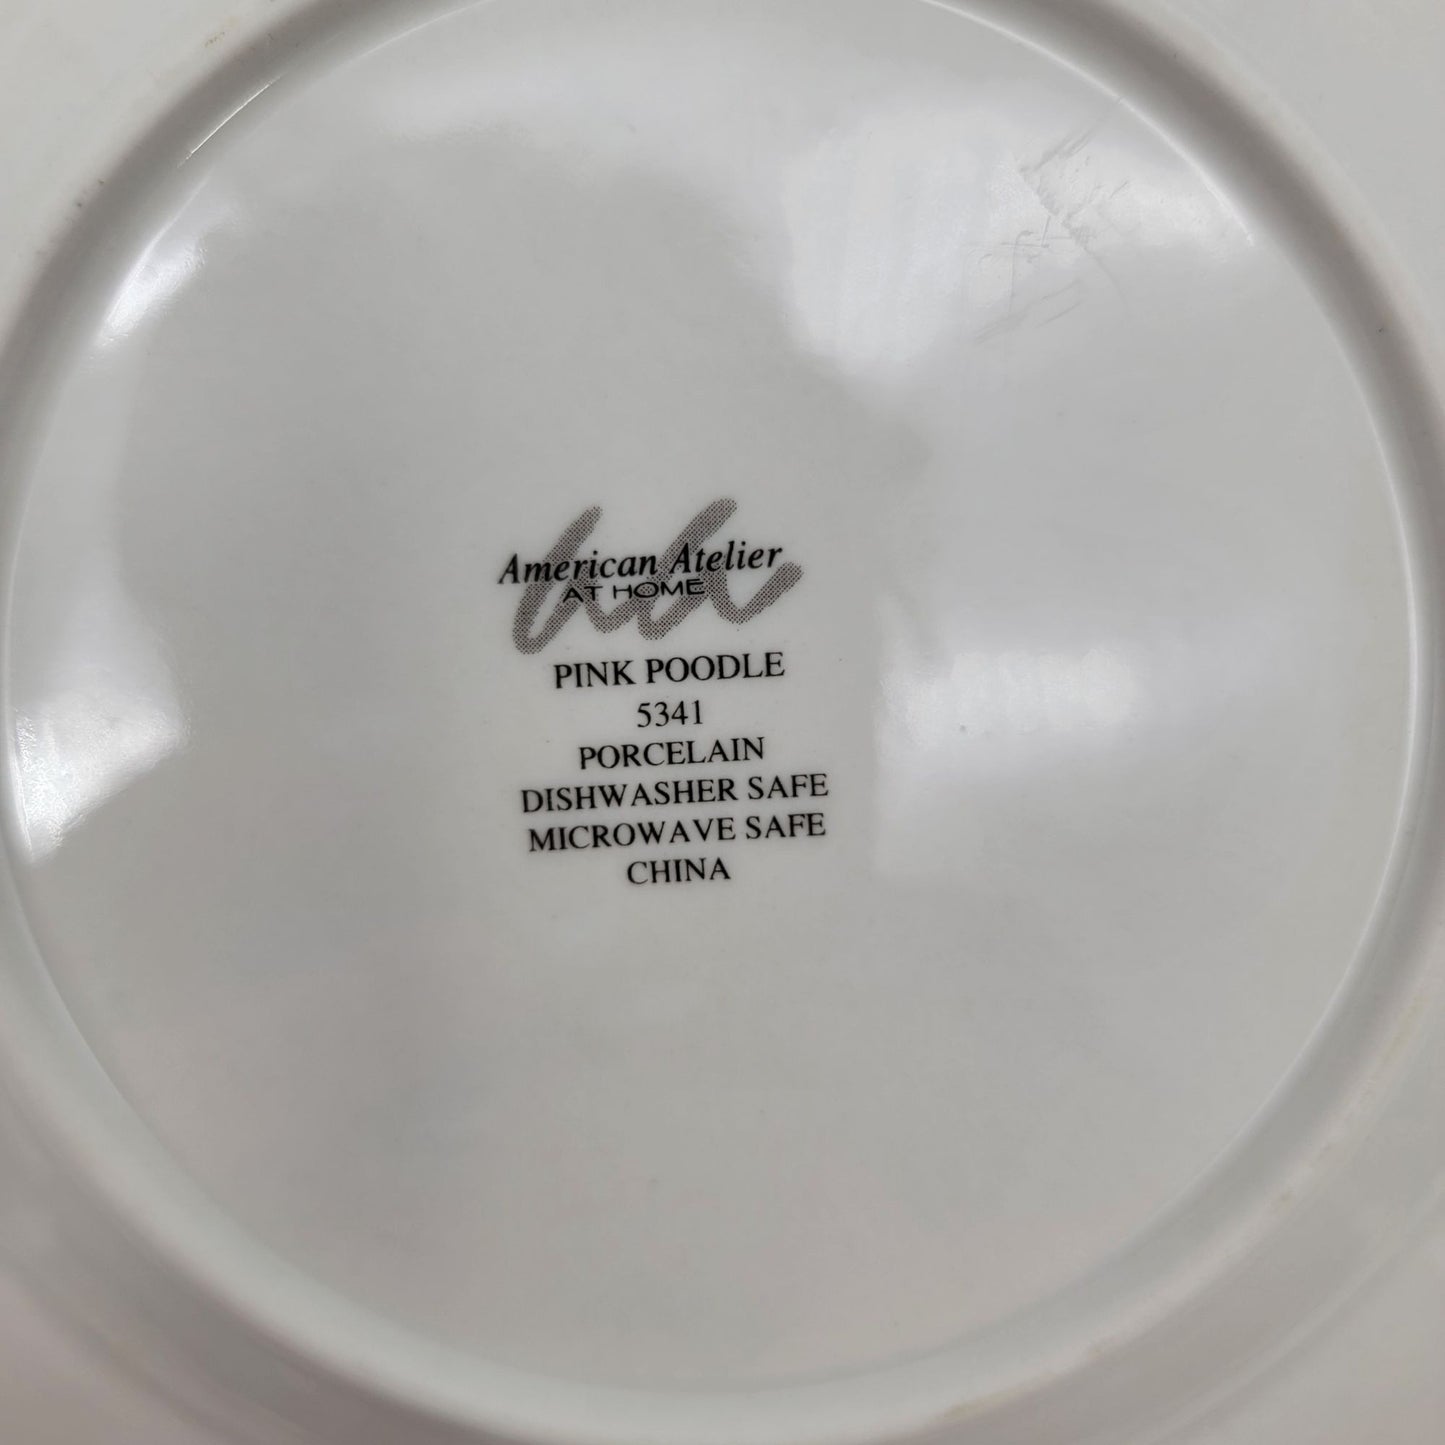 American Atelier
AT HOME
PINK POODLE
5341
PORCELAIN
DISHWASHER SAFE
MICROWAVE SAFE
CHINA